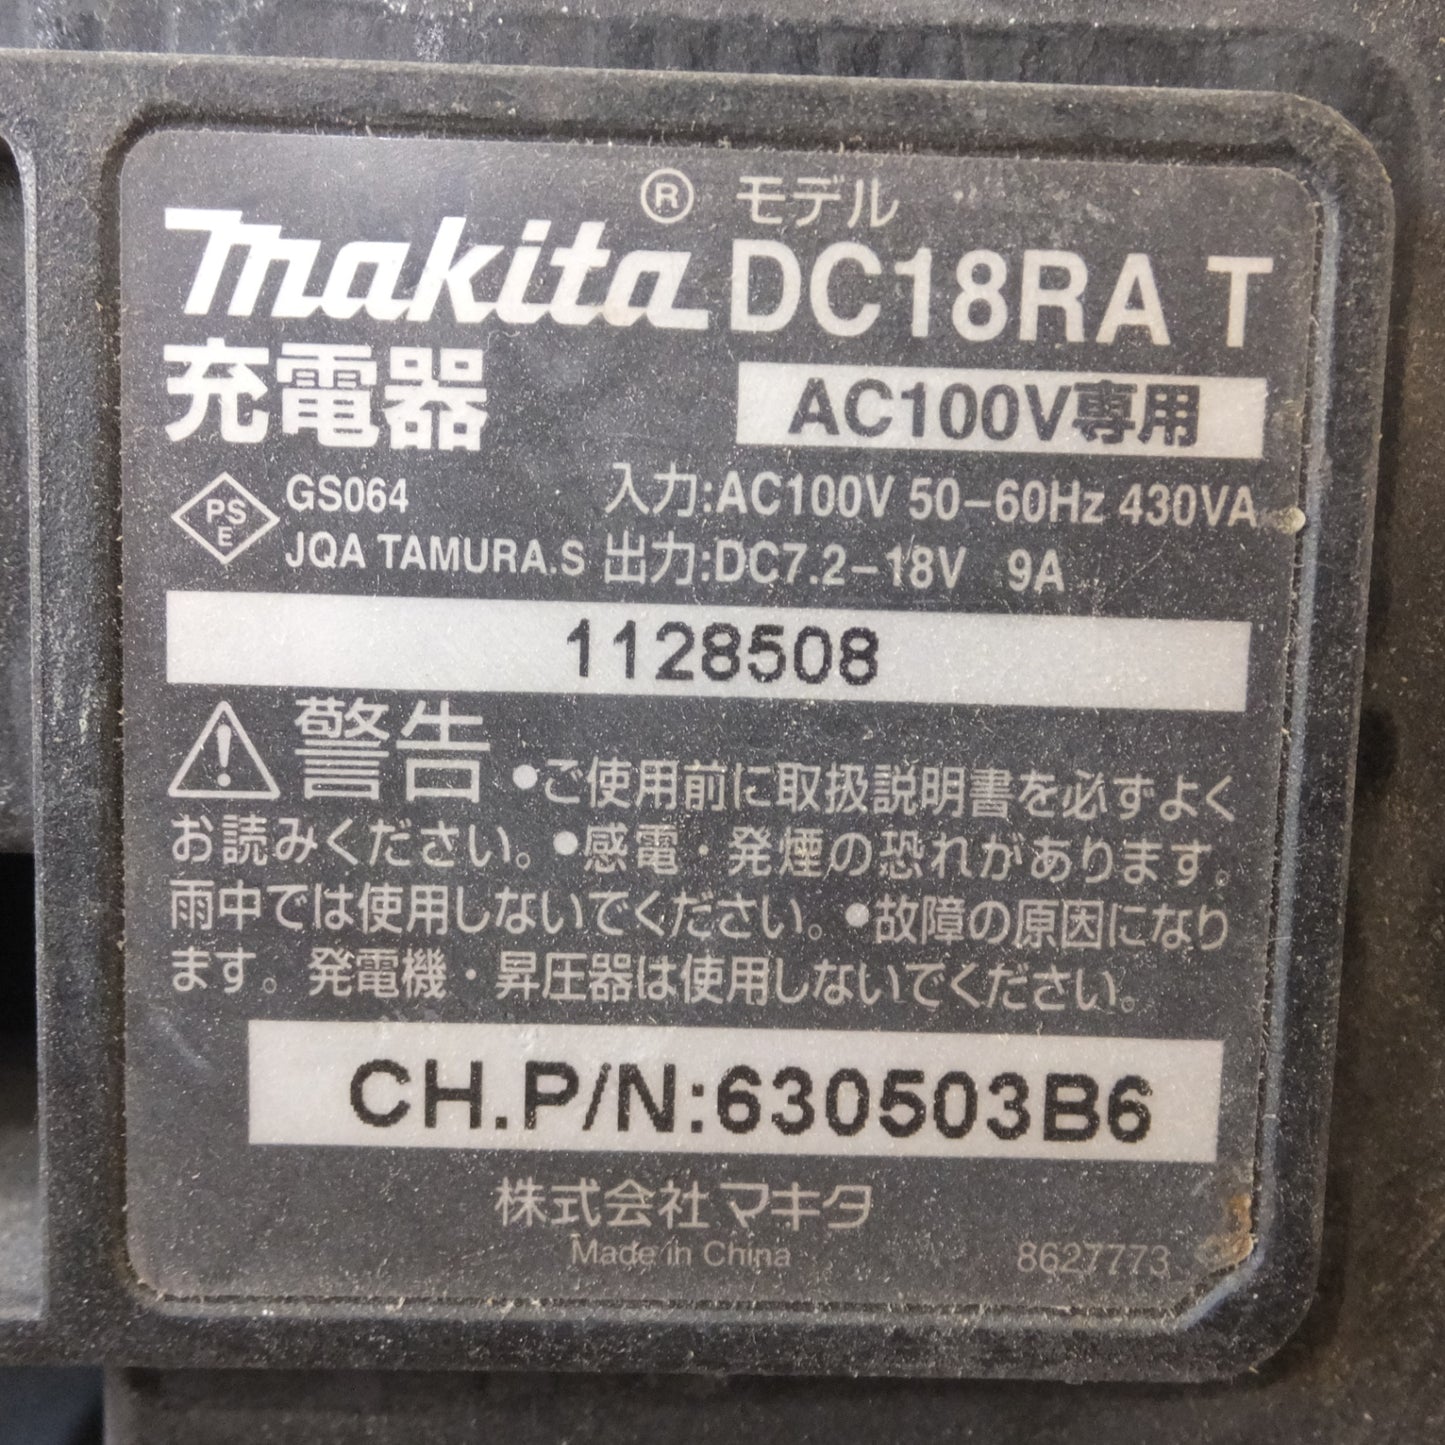 makita® モデル
DC18RA T
充電器
AC100V専用
PSE GS064
JQA TAMURA.S
入力:AC100V 50-60Hz 430VA
出力:DC7.2-18V 9A
1128508
警告 •ご使用前に取扱説明書を必ずよく
お読みください。•感電・発煙の恐れがあります。
雨中では使用しないでください。•故障の原因になり
ます。発電機・昇圧器は使用しないでください。
CH.P/N:630503B6
株式会社マキタ
Made in China
8627773